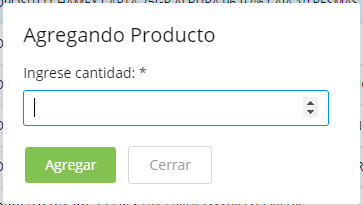 Agregando Producto
Ingrese cantidad: *
Agregar
Cerrar